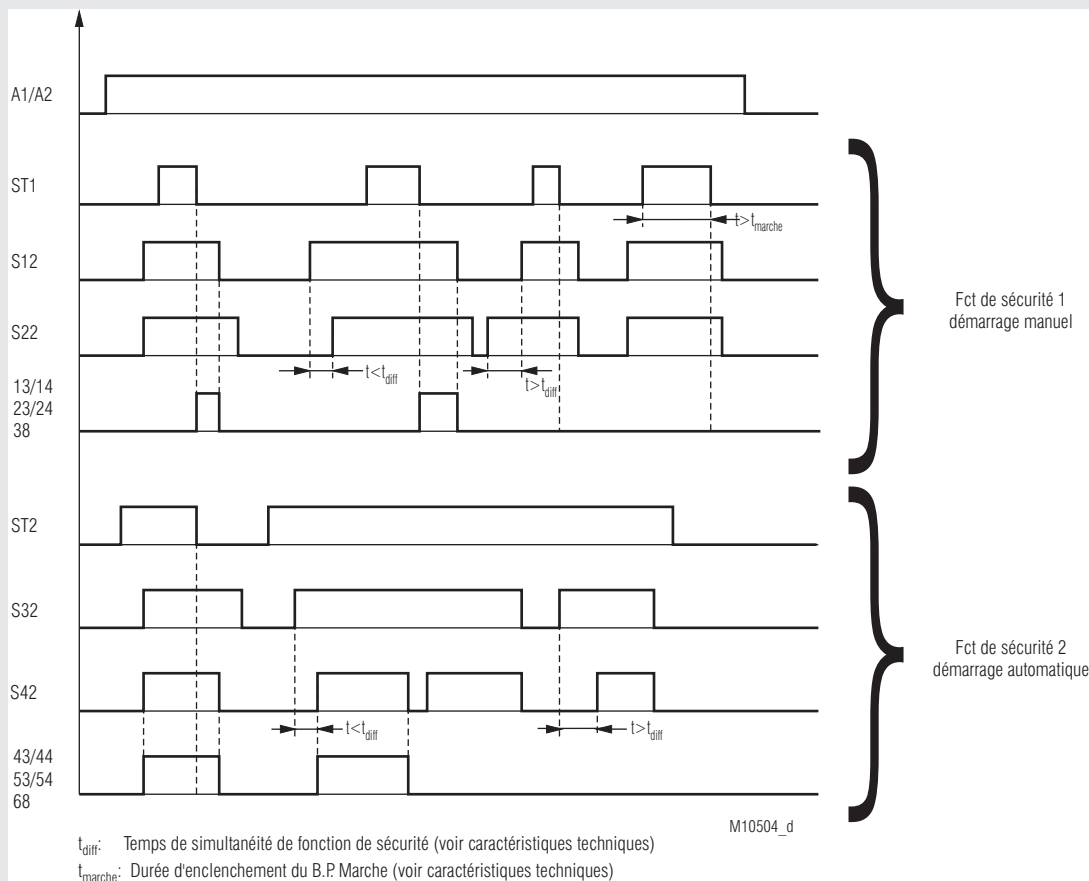 A1/A2
ST1
t>tmarche
S12
S22
t<tdiff
t>tdiff
13/14
23/24
38
Fct de sécurité 1
démarrage manuel
ST2
S32
S42
t<tdiff
t>tdiff
43/44
53/54
68
Fct de sécurité 2
démarrage automatique
M10504_d
tdiff: Temps de simultanéité de fonction de sécurité (voir caractéristiques techniques)
tmarche: Durée d'enclenchement du B.P. Marche (voir caractéristiques techniques)